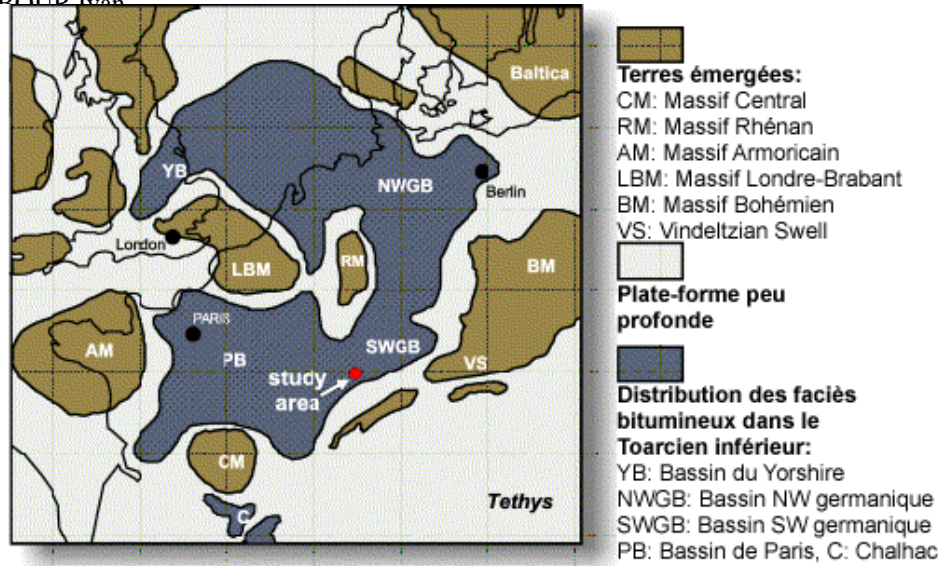 Baltica
YB
NWGB
Berlin
London
LBM
RM
BM
PARIS
AM
PB
SWGB
VS
study
area
CM
C
Tethys
Terres émergées:
CM: Massif Central
RM: Massif Rhénan
AM: Massif Armoricain
LBM: Massif Londre-Brabant
BM: Massif Bohémien
VS: Vindeltzian Swell
Plate-forme peu
profonde
Distribution des faciès
bitumineux dans le
Toarcien inférieur:
YB: Bassin du Yorshire
NWGB: Bassin NW germanique
SWGB: Bassin SW germanique
PB: Bassin de Paris, C: Chalhac